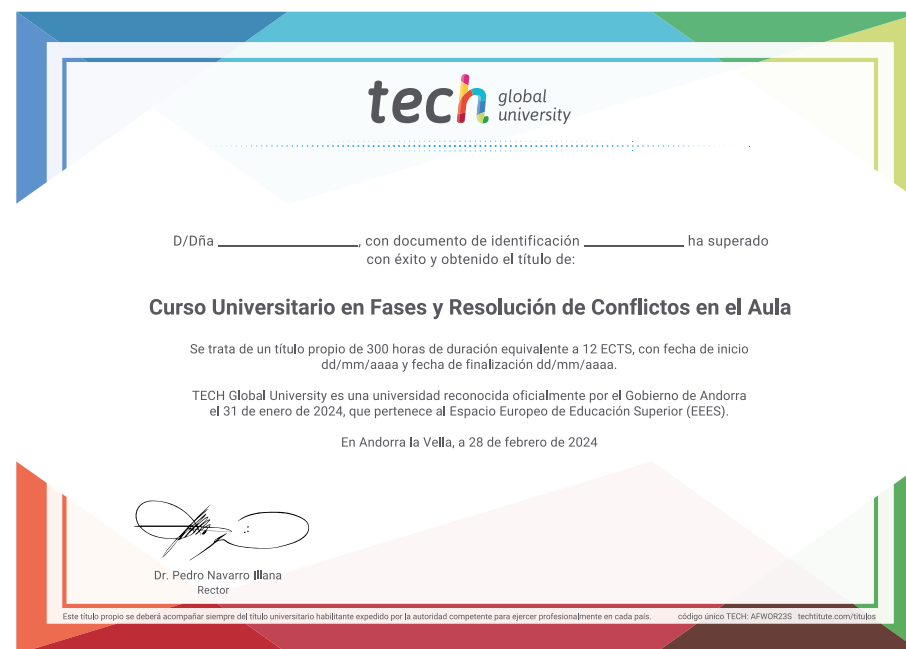 tech global university
D/Dña ______________, con documento de identificación __________ ha superado
con éxito y obtenido el título de:
Curso Universitario en Fases y Resolución de Conflictos en el Aula
Se trata de un título propio de 300 horas de duración equivalente a 12 ECTS, con fecha de inicio
dd/mm/aaaa y fecha de finalización dd/mm/aaaa.
TECH Global University es una universidad reconocida oficialmente por el Gobierno de Andorra
el 31 de enero de 2024, que pertenece al Espacio Europeo de Educación Superior (EEES).
En Andorra la Vella, a 28 de febrero de 2024
Dr. Pedro Navarro Illana
Rector
Este título propio se deberá acompañar siempre del título universitario habilitante expedido por la autoridad competente para ejercer profesionalmente en cada país. código único TECH: AFWOR23S techtitute.com/titulos